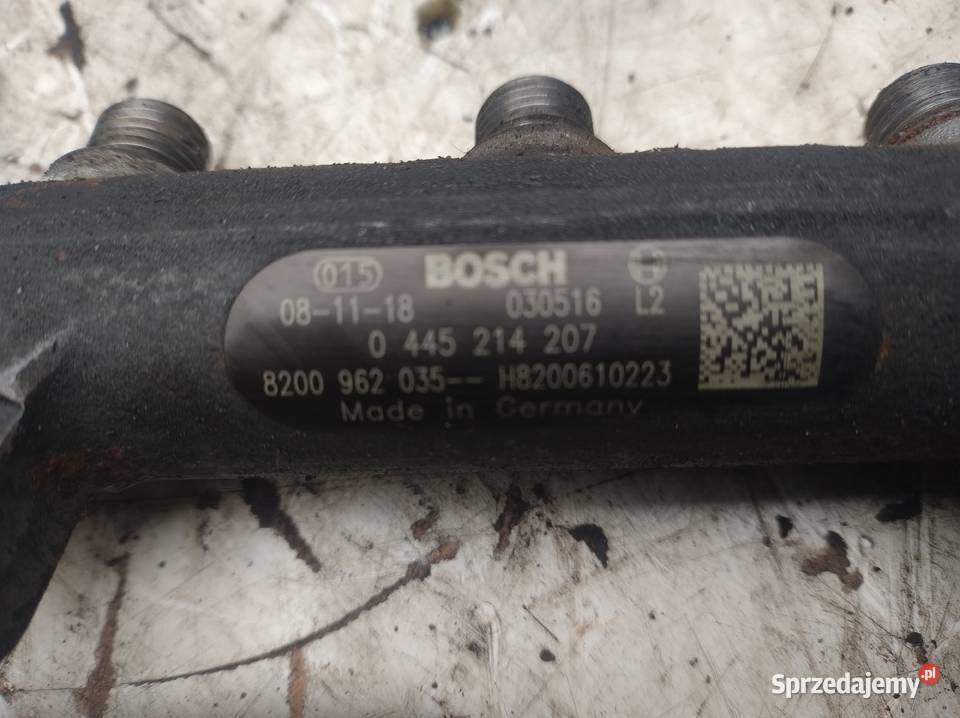 015 BOSCH H
08-11-18 030516 L2
0 445 214 207
8200 962 035-- H8200610223
Made in Germany
Sprzedajemy.pl